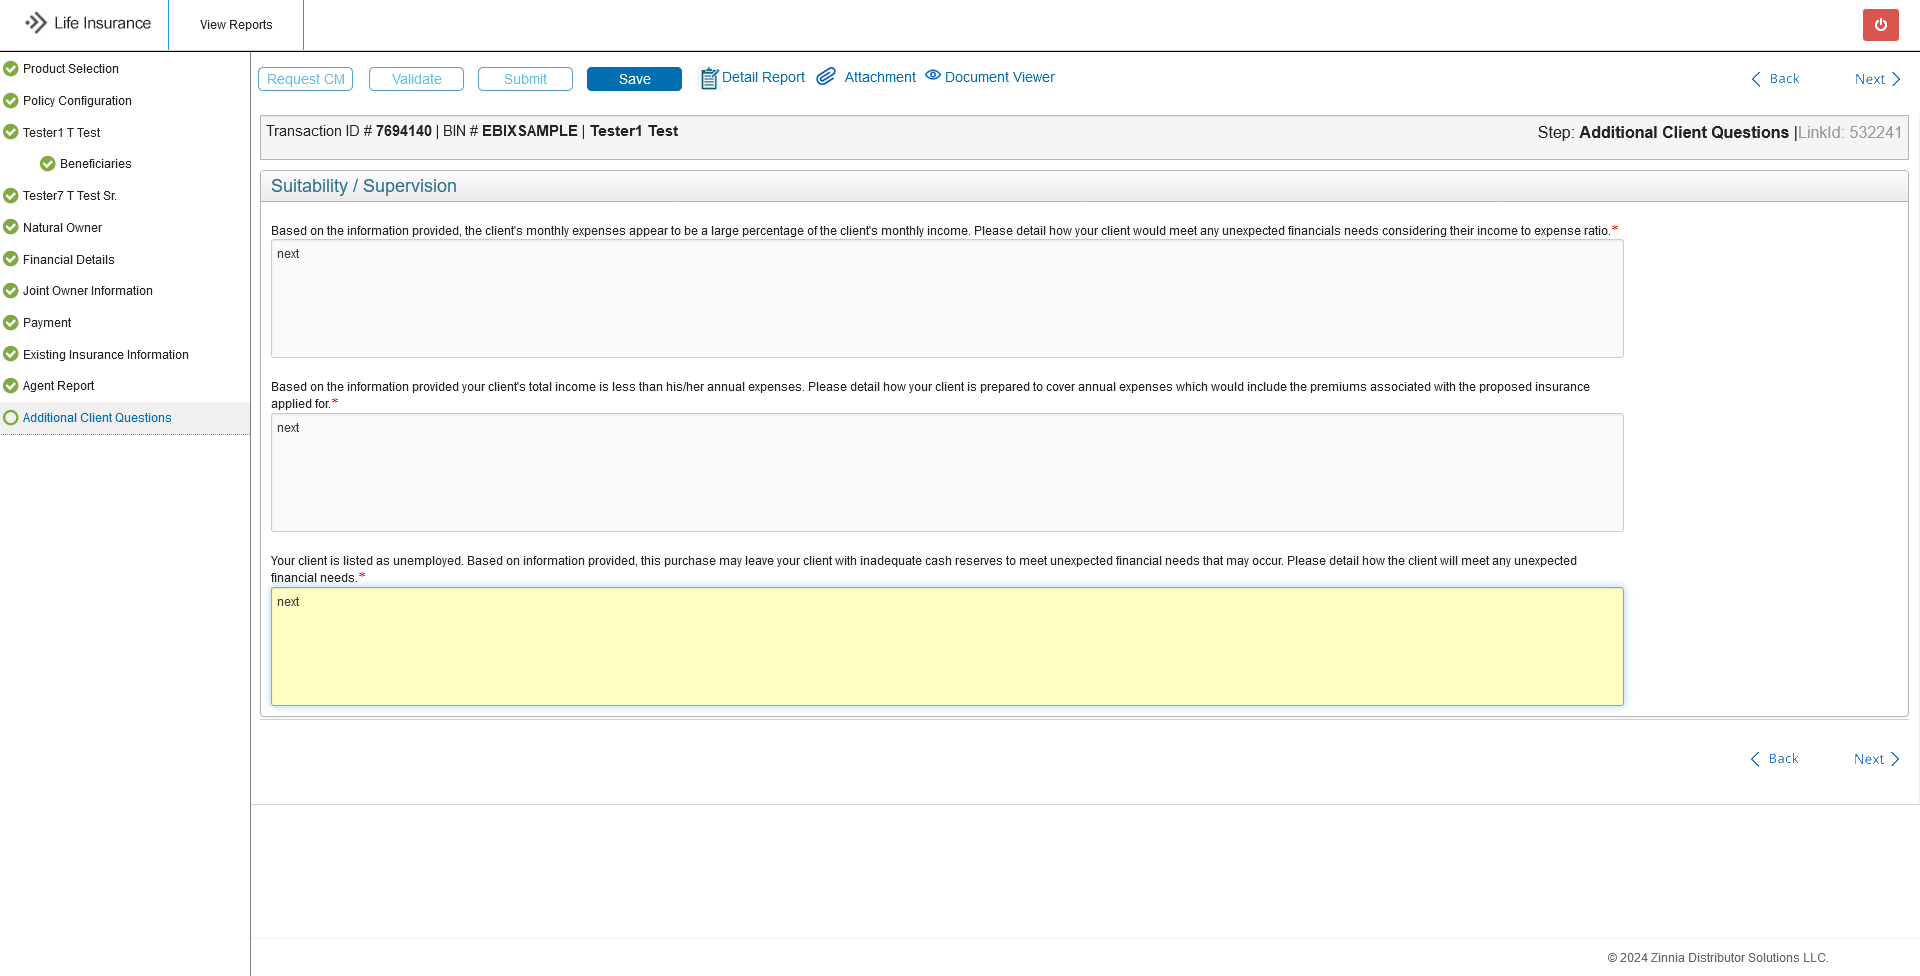 Life Insurance
View Reports
Product Selection
Policy Configuration
Tester1 T Test
Beneficiaries
Tester7 T Test Sr.
Natural Owner
Financial Details
Joint Owner Information
Payment
Existing Insurance Information
Agent Report
Additional Client Questions
Request CM Validate Submit Save Detail Report Attachment Document Viewer Back Next
Transaction ID # 7694140 | BIN # EBIXSAMPLE | Tester1 Test
Step: Additional Client Questions |LinkId: 532241
Suitability / Supervision
Based on the information provided, the client's monthly expenses appear to be a large percentage of the client's monthly income. Please detail how your client would meet any unexpected financials needs considering their income to expense ratio.*
next
Based on the information provided your client's total income is less than his/her annual expenses. Please detail how your client is prepared to cover annual expenses which would include the premiums associated with the proposed insurance
applied for.*
next
Your client is listed as unemployed. Based on information provided, this purchase may leave your client with inadequate cash reserves to meet unexpected financial needs that may occur. Please detail how the client will meet any unexpected
financial needs.*
next
Back Next
© 2024 Zinnia Distributor Solutions LLC.